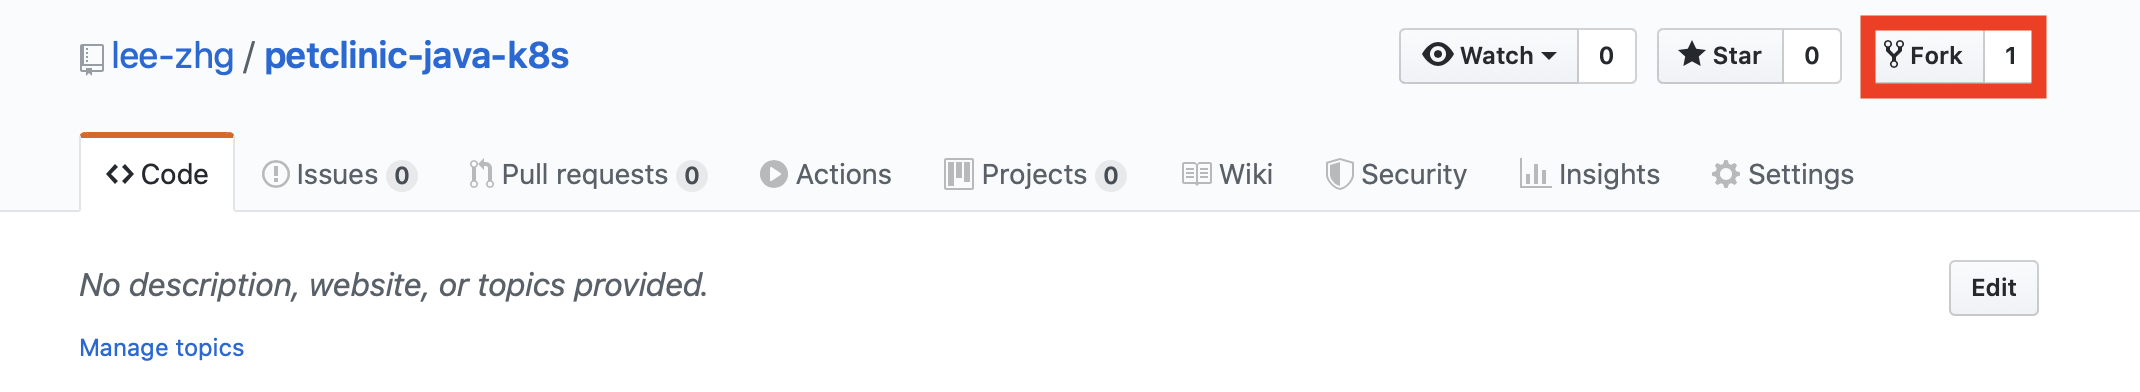 lee-zhg / petclinic-java-k8s Watch 0 Star 0 Fork 1
Code Issues 0 Pull requests 0 Actions Projects 0 Wiki Security Insights Settings
No description, website, or topics provided. Edit
Manage topics